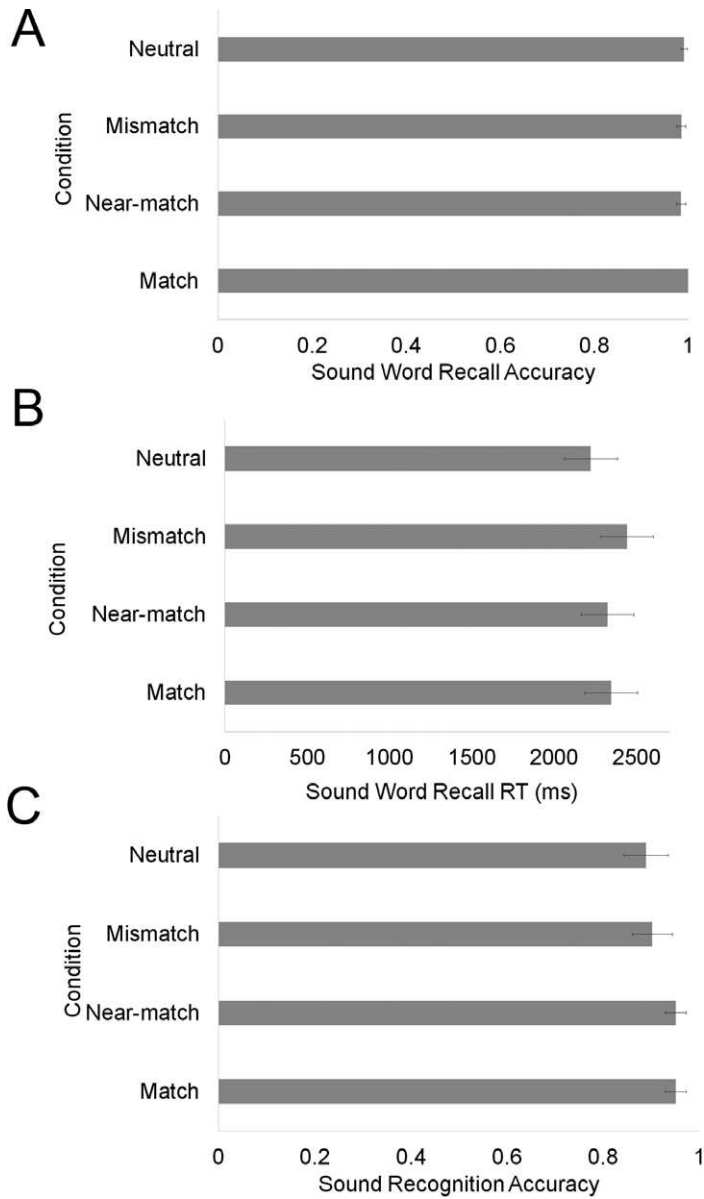 A
Neutral
Mismatch
Near-match
Match
Condition
0 0.2 0.4 0.6 0.8 1
Sound Word Recall Accuracy
B
Neutral
Mismatch
Near-match
Match
Condition
0 500 1000 1500 2000 2500
Sound Word Recall RT (ms)
C
Neutral
Mismatch
Near-match
Match
Condition
0 0.2 0.4 0.6 0.8 1
Sound Recognition Accuracy